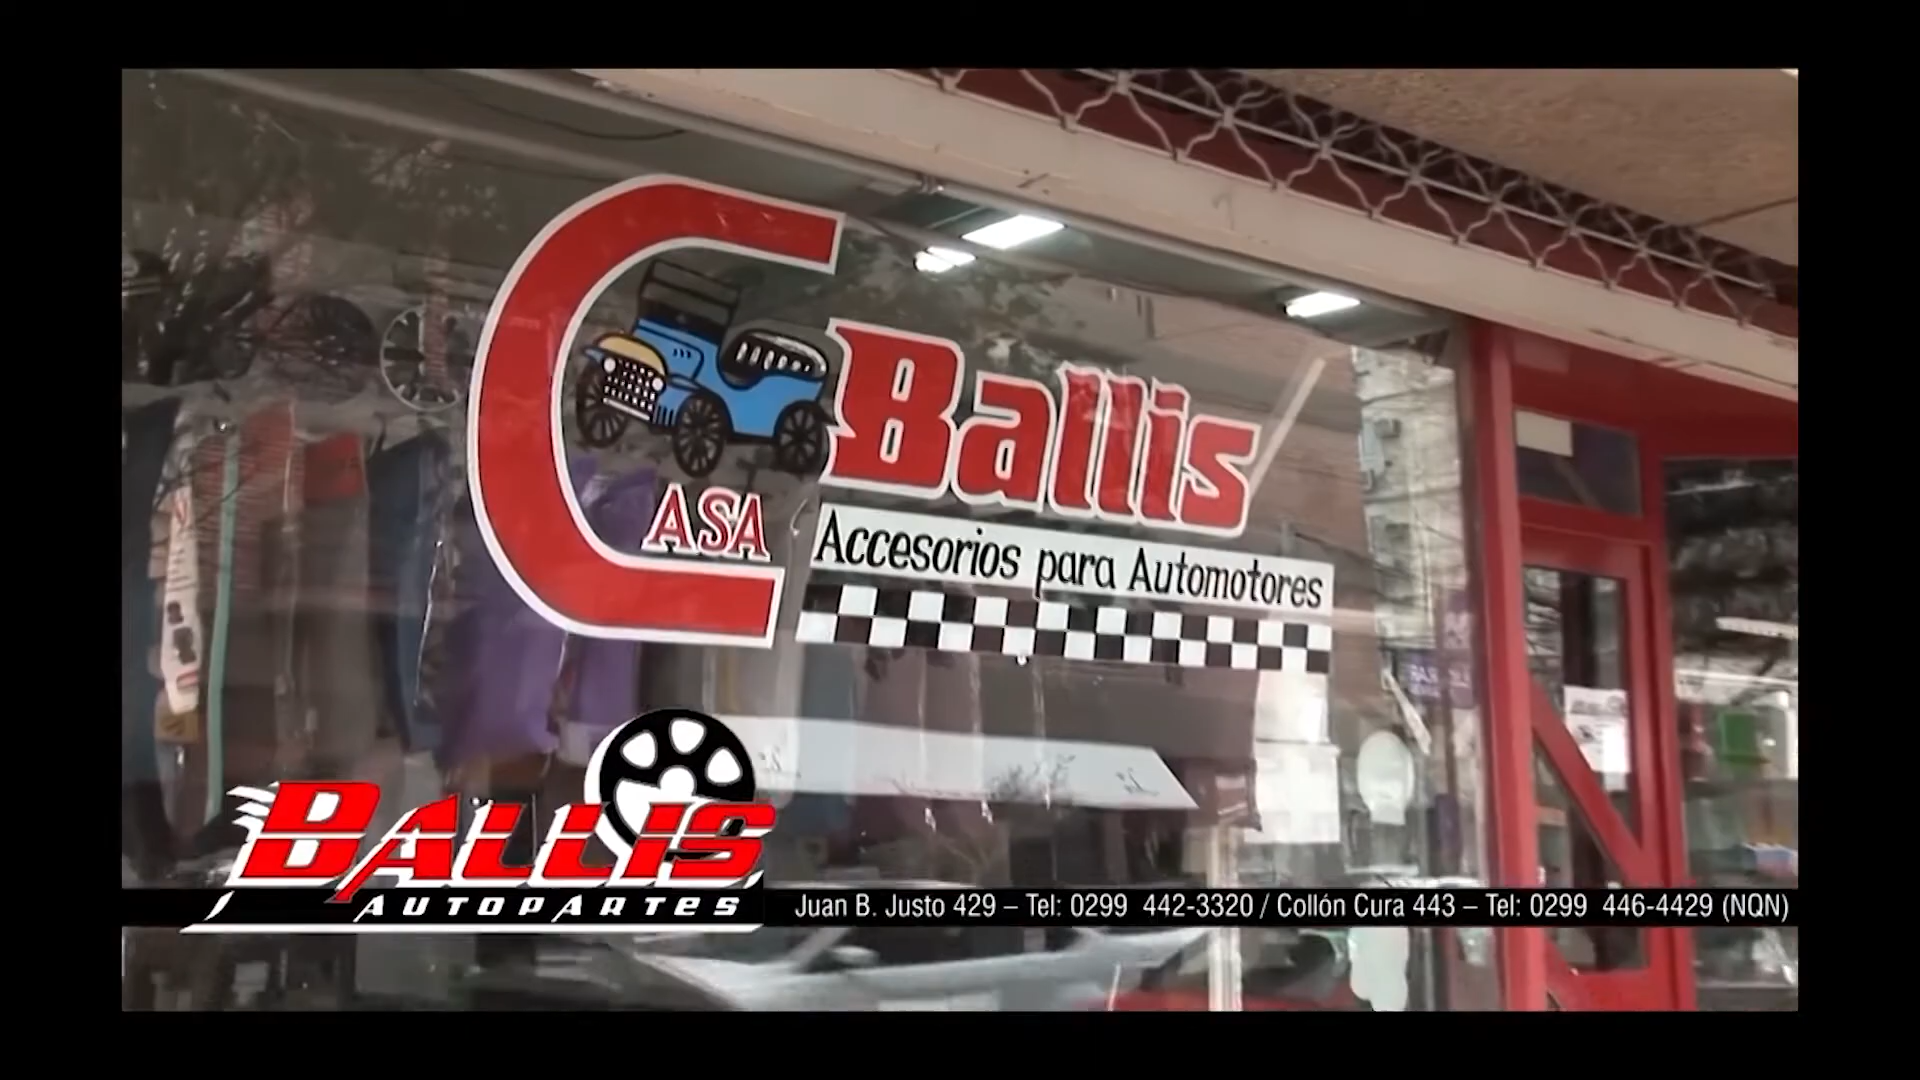 CASA
Ballis
Accesorios para Automotores
BALLIS
AUTOPARTES
Juan B. Justo 429 – Tel: 0299 442-3320 / Collón Cura 443 – Tel: 0299 446-4429 (NQN)